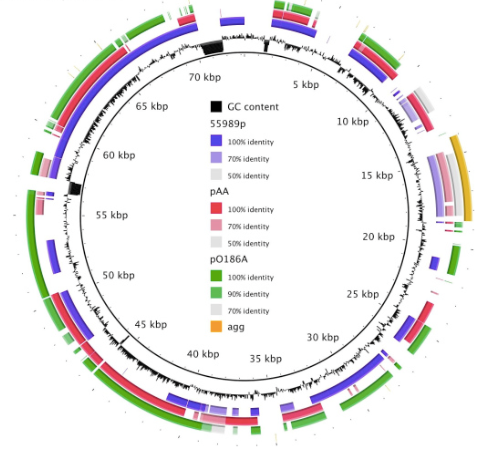 70 kbp
5 kbp
65 kbp
GC content
10 kbp
55989p
100% identity
60 kbp
70% identity
50% identity
15 kbp
pAA
100% identity
70% identity
55 kbp
50% identity
20 kbp
pO186A
100% identity
50 kbp
90% identity
25 kbp
70% identity
45 kbp
agg
30 kbp
40 kbp
35 kbp